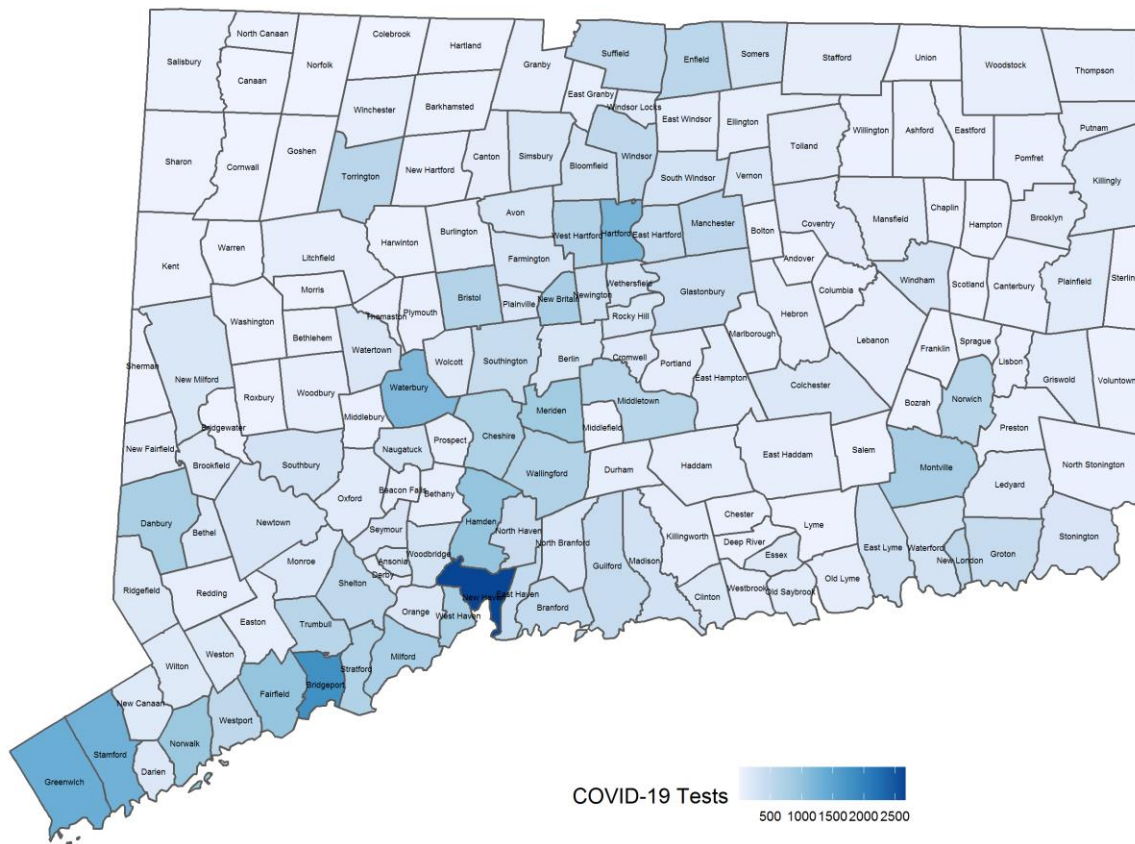 North Canaan
Colebrook
Hartland
Salisbury
Norfolk
Canaan
Granby
Suffield
Enfield
Somers
Stafford
Union
Woodstock
Thompson
Winchester
Barkhamsted
East Granby
Windsor Locks
East Windsor
Ellington
Willington
Ashford
Eastford
Putnam
Sharon
Cornwall
Goshen
Torrington
New Hartford
Canton
Simsbury
Bloomfield
Windsor
South Windsor
Vernon
Tolland
Pomfret
Killingly
Avon
West Hartford
Hartford
East Hartford
Manchester
Bolton
Coventry
Mansfield
Chaplin
Hampton
Brooklyn
Kent
Warren
Litchfield
Harwinton
Burlington
Farmington
Andover
Windham
Scotland
Canterbury
Plainfield
Sterlin
Morris
Bristol
Plainville
New Britain
Newington
Wethersfield
Glastonbury
Hebron
Columbia
Washington
Bethlehem
Thomaston
Plymouth
Rocky Hill
Marlborough
Lebanon
Franklin
Sprague
Lisbon
Sherman
New Milford
Watertown
Wolcott
Southington
Berlin
Cromwell
Portland
East Hampton
Colchester
Griswold
Voluntown
Roxbury
Woodbury
Waterbury
Bridgewater
Middlebury
Meriden
Middletown
Middlefield
Bozrah
Norwich
Preston
New Fairfield
Brookfield
Southbury
Naugatuck
Prospect
Cheshire
Wallingford
Durham
Haddam
East Haddam
Salem
Montville
North Stonington
Danbury
Bethel
Newtown
Oxford
Beacon Falls
Bethany
Ledyard
Hamden
North Haven
North Branford
Guilford
Madison
Killingworth
Chester
Deep River
Essex
Lyme
East Lyme
Waterford
New London
Groton
Stonington
Seymour
Woodbridge
Ansonia
Derby
Monroe
Shelton
Ridgefield
Redding
Easton
Orange
West Haven
New Haven
East Haven
Branford
Clinton
Westbrook
Old Saybrook
Old Lyme
Trumbull
Stratford
Milford
Wilton
Weston
Fairfield
Bridgeport
New Canaan
Norwalk
Westport
Greenwich
Stamford
Darien
COVID-19 Tests
500 1000 1500 2000 2500